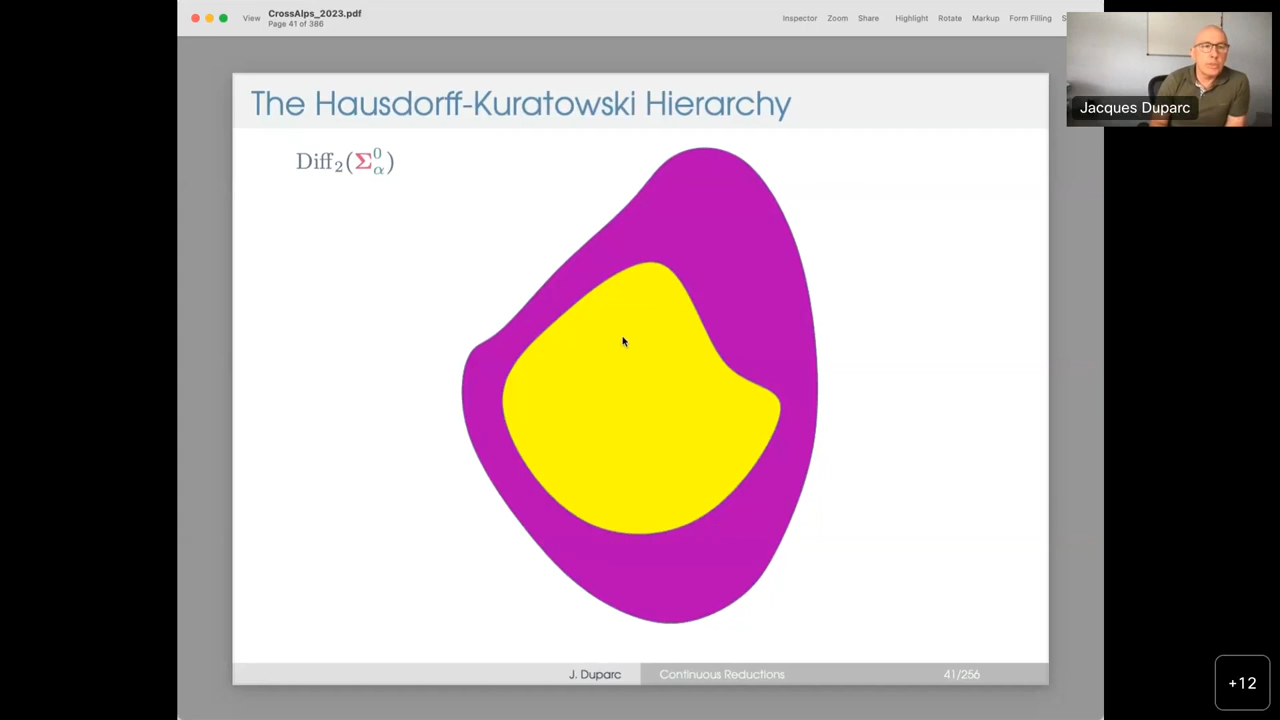 CrossAlps_2023.pdf
View
Page 41 of 386
Inspector Zoom Share Highlight Rotate Markup Form Filling S
Jacques Duparc
The Hausdorff-Kuratowski Hierarchy
Diff₂(Σ⁰_α)
J. Duparc Continuous Reductions 41/256
+12